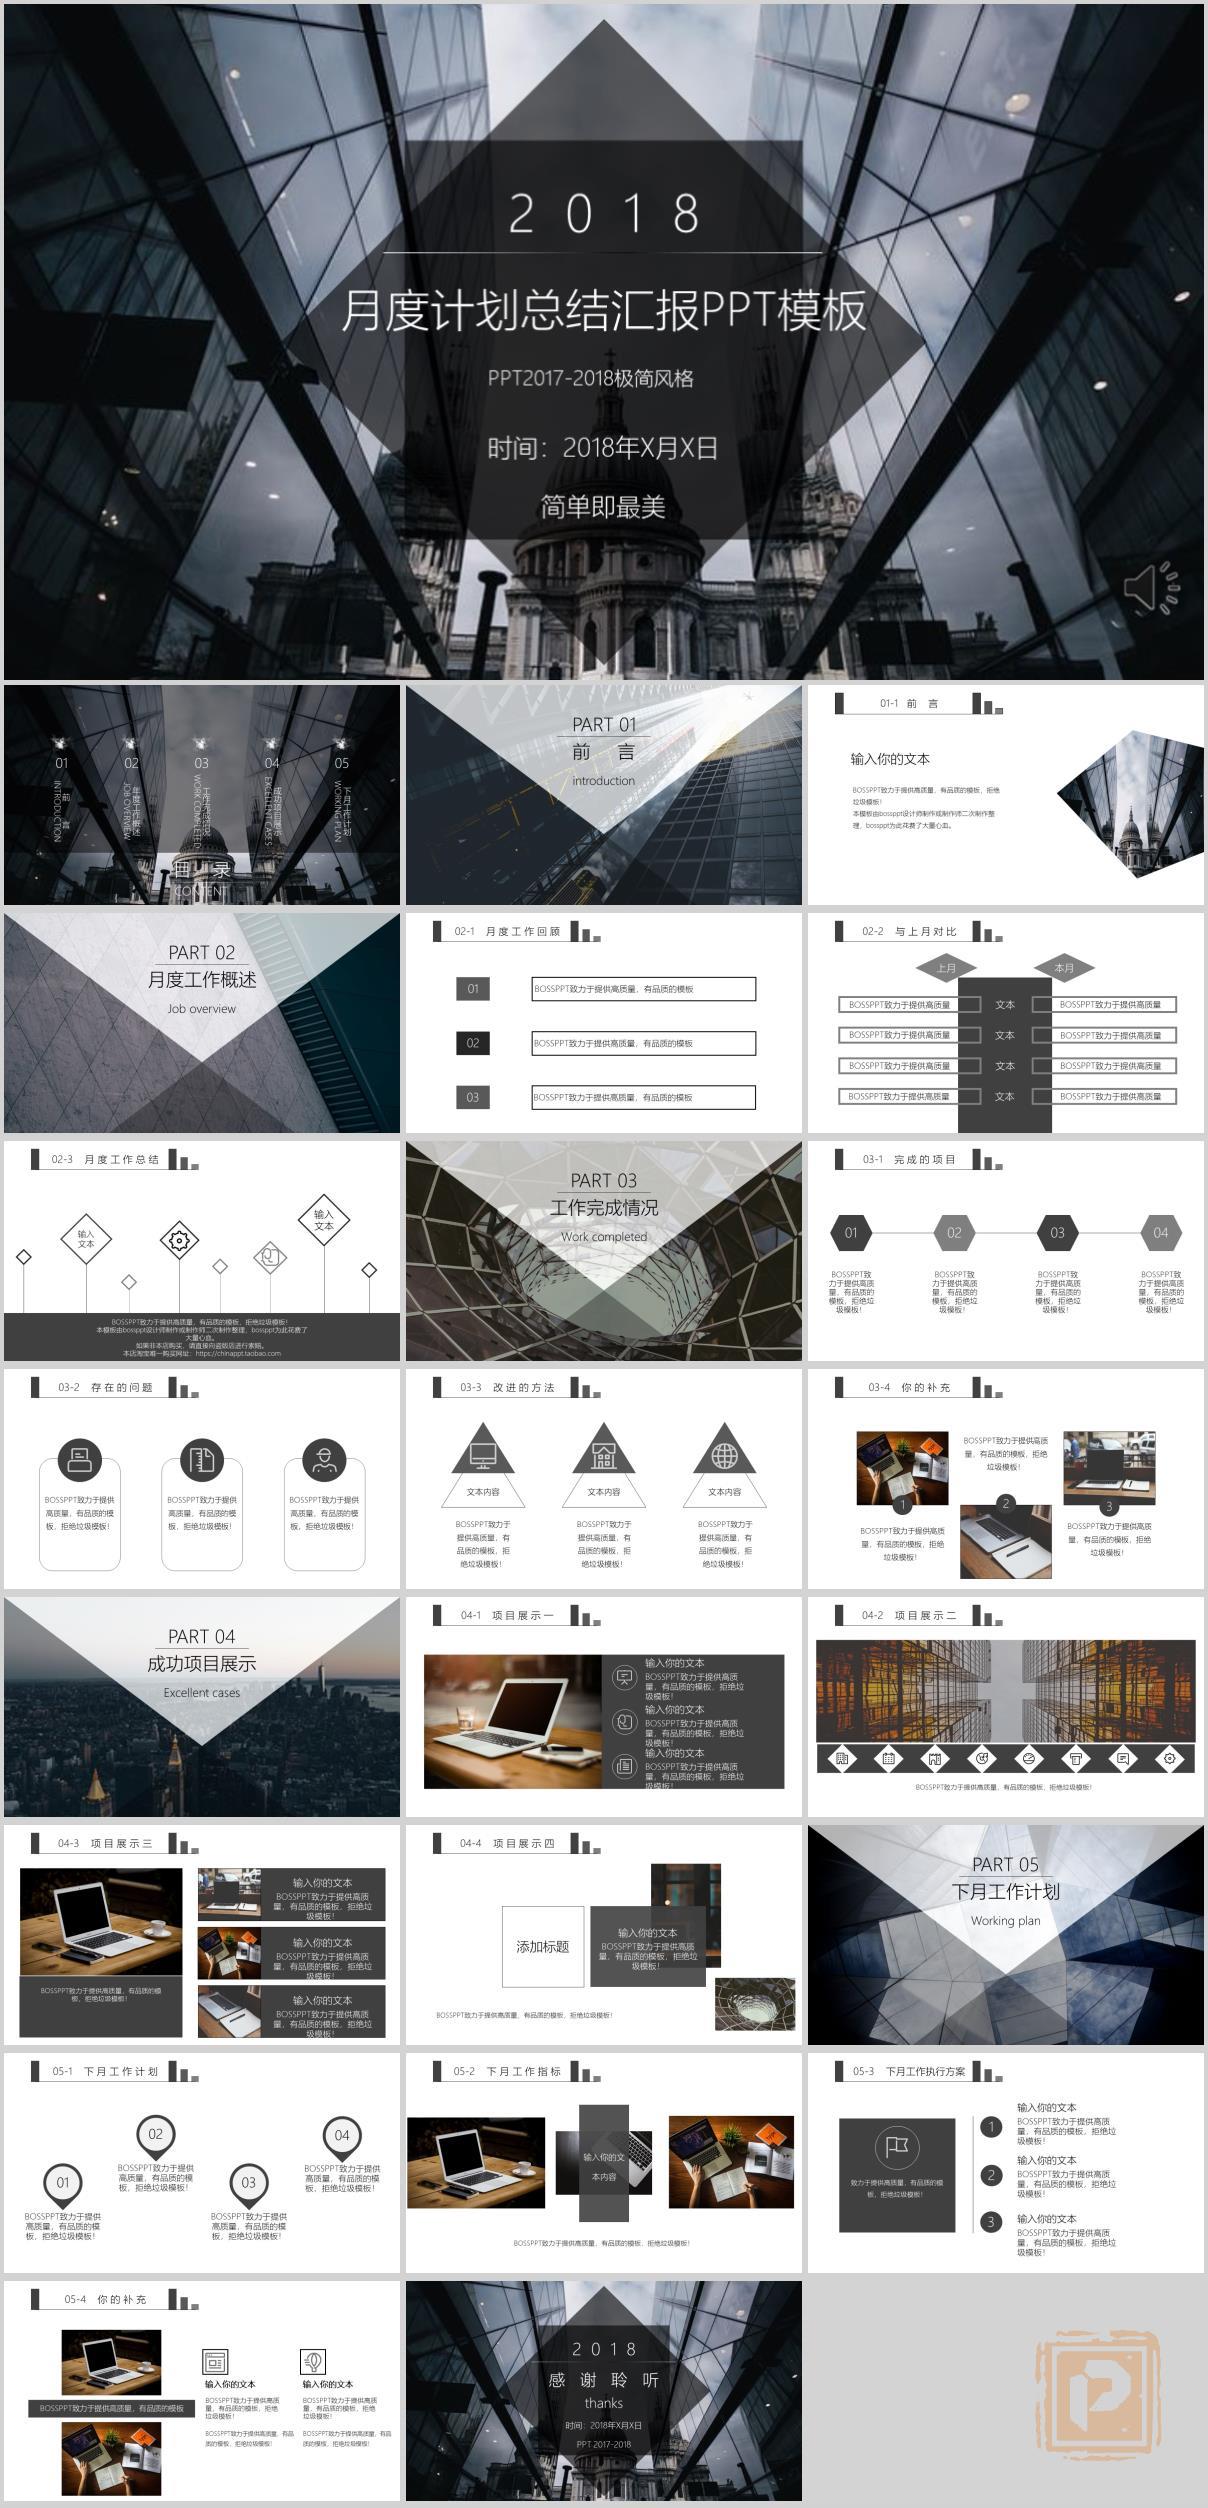 2018
月度计划总结汇报PPT模板
PPT2017-2018极简风格
时间：2018年X月X日
简单即最美
01
前 言
INTRODUCTION
02
年度工作概述
JOB OVERVIEW
03
工作完成情况
WORK COMPLETED
04
成功项目展示
EXCELLENT CASES
05
下月工作计划
WORKING PLAN
目 录
CONTENT
PART 01
前 言
introduction
01-1 前 言
输入你的文本
BOSSPPT致力于提供高质量，有品质的模板，拒绝
垃圾模板！
本模板由bossppt设计师制作或制作师二次制作整
理，bossppt为此花费了大量心血。
PART 02
月度工作概述
Job overview
02-1 月度工作回顾
01
BOSSPPT致力于提供高质量，有品质的模板
02
BOSSPPT致力于提供高质量，有品质的模板
03
BOSSPPT致力于提供高质量，有品质的模板
02-2 与上月对比
上月
本月
BOSSPPT致力于提供高质量
文本
BOSSPPT致力于提供高质量
BOSSPPT致力于提供高质量
文本
BOSSPPT致力于提供高质量
BOSSPPT致力于提供高质量
文本
BOSSPPT致力于提供高质量
BOSSPPT致力于提供高质量
文本
BOSSPPT致力于提供高质量
02-3 月度工作总结
输入
文本
输入
文本
BOSSPPT致力于提供高质量，有品质的模板，拒绝垃圾模板！
本模板由bossppt设计师制作或制作师二次制作整理，bossppt为此花费了
大量心血。
如果非本店购买，请直接向盗版店进行索赔。
本店淘宝唯一购买网址：https://chinappt.taobao.com
PART 03
工作完成情况
Work completed
03-1 完成的项目
01
02
03
04
BOSSPPT致
力于提供高质
量，有品质的
模板，拒绝垃
圾模板！
BOSSPPT致
力于提供高质
量，有品质的
模板，拒绝垃
圾模板！
BOSSPPT致
力于提供高质
量，有品质的
模板，拒绝垃
圾模板！
BOSSPPT致
力于提供高质
量，有品质的
模板，拒绝垃
圾模板！
03-2 存在的问题
BOSSPPT致力于提供
高质量，有品质的模
板，拒绝垃圾模板！
BOSSPPT致力于提供
高质量，有品质的模
板，拒绝垃圾模板！
BOSSPPT致力于提供
高质量，有品质的模
板，拒绝垃圾模板！
03-3 改进的方法
文本内容
文本内容
文本内容
BOSSPPT致力于
提供高质量，有
品质的模板，拒
绝垃圾模板！
BOSSPPT致力于
提供高质量，有
品质的模板，拒
绝垃圾模板！
BOSSPPT致力于
提供高质量，有
品质的模板，拒
绝垃圾模板！
03-4 你的补充
1
BOSSPPT致力于提供高质
量，有品质的模板，拒绝
垃圾模板！
BOSSPPT致力于提供高质
量，有品质的模板，拒绝
垃圾模板！
2
3
BOSSPPT致力于提供高质
量，有品质的模板，拒绝
垃圾模板！
PART 04
成功项目展示
Excellent cases
04-1 项目展示一
输入你的文本
BOSSPPT致力于提供高质
量，有品质的模板，拒绝垃
圾模板！
输入你的文本
BOSSPPT致力于提供高质
量，有品质的模板，拒绝垃
圾模板！
输入你的文本
BOSSPPT致力于提供高质
量，有品质的模板，拒绝垃
圾模板！
04-2 项目展示二
BOSSPPT致力于提供高质量，有品质的模板，拒绝垃圾模板！
04-3 项目展示三
BOSSPPT致力于提供高质量，有品质的模
板，拒绝垃圾模板！
输入你的文本
BOSSPPT致力于提供高质
量，有品质的模板，拒绝垃
圾模板！
输入你的文本
BOSSPPT致力于提供高质
量，有品质的模板，拒绝垃
圾模板！
输入你的文本
BOSSPPT致力于提供高质
量，有品质的模板，拒绝垃
圾模板！
04-4 项目展示四
添加标题
输入你的文本
BOSSPPT致力于提供高质
量，有品质的模板，拒绝垃
圾模板！
BOSSPPT致力于提供高质量，有品质的模板，拒绝垃圾模板！
PART 05
下月工作计划
Working plan
05-1 下月工作计划
01
BOSSPPT致力于提供
高质量，有品质的模
板，拒绝垃圾模板！
02
BOSSPPT致力于提供
高质量，有品质的模
板，拒绝垃圾模板！
03
BOSSPPT致力于提供
高质量，有品质的模
板，拒绝垃圾模板！
04
BOSSPPT致力于提供
高质量，有品质的模
板，拒绝垃圾模板！
05-2 下月工作指标
输入你的文
本内容
BOSSPPT致力于提供高质量，有品质的模板，拒绝垃圾模板！
05-3 下月工作执行方案
致力于提供高质量，有品质的模
板，拒绝垃圾模板！
1
输入你的文本
BOSSPPT致力于提供高质
量，有品质的模板，拒绝垃
圾模板！
2
输入你的文本
BOSSPPT致力于提供高质
量，有品质的模板，拒绝垃
圾模板！
3
输入你的文本
BOSSPPT致力于提供高质
量，有品质的模板，拒绝垃
圾模板！
05-4 你的补充
BOSSPPT致力于提供高质量，有品质的模板
输入你的文本
BOSSPPT致力于提供高质
量，有品质的模板，拒绝
垃圾模板！
BOSSPPT致力于提供高质量，有品
质的模板，拒绝垃圾模板！
输入你的文本
BOSSPPT致力于提供高质
量，有品质的模板，拒绝
垃圾模板！
BOSSPPT致力于提供高质量，有品
质的模板，拒绝垃圾模板！
2018
感谢聆听
thanks
时间：2018年X月X日
PPT 2017-2018
P